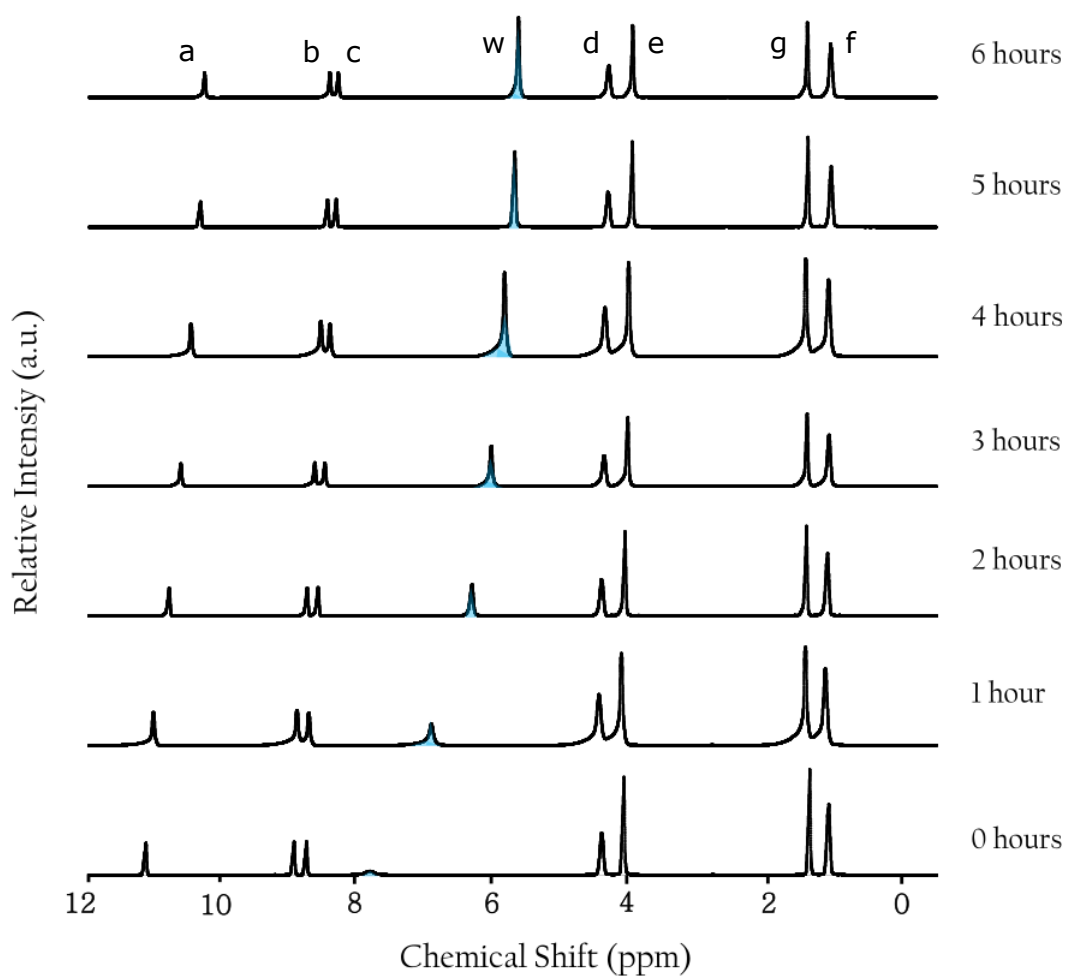 a b c w d e g f
6 hours
5 hours
4 hours
3 hours
2 hours
1 hour
0 hours
Relative Intensiy (a.u.)
12 10 8 6 4 2 0
Chemical Shift (ppm)